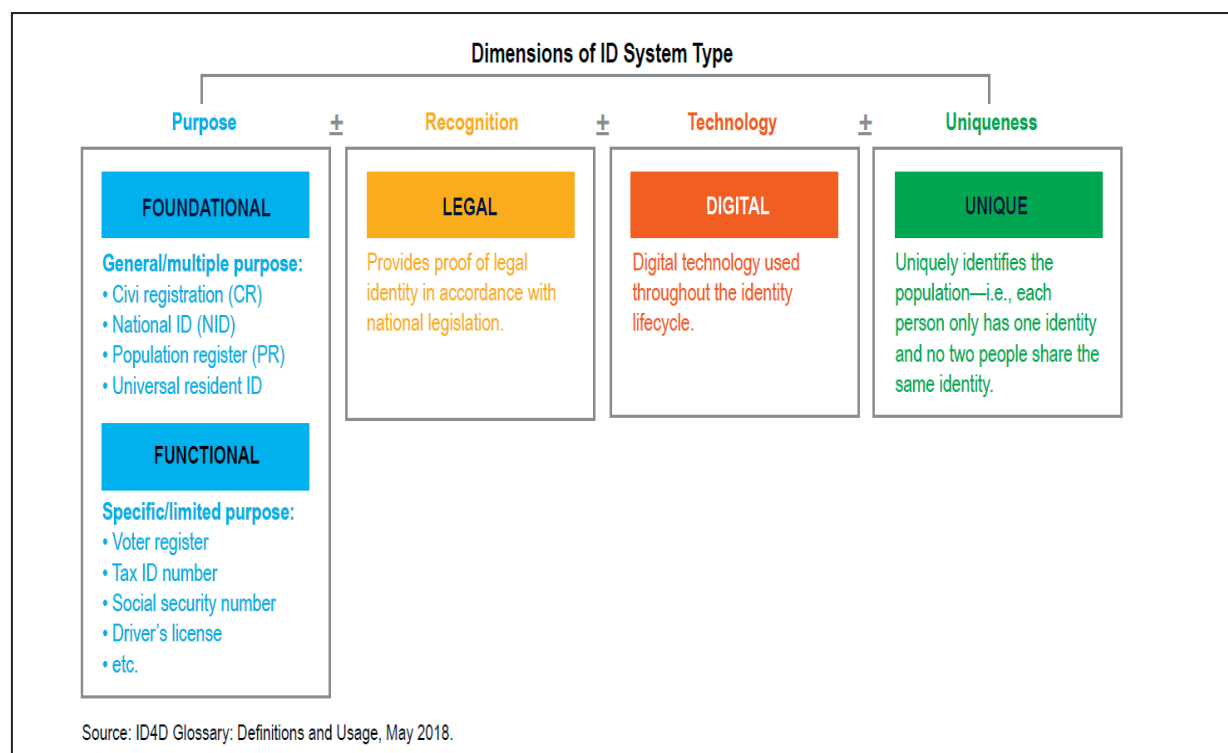 Dimensions of ID System Type
Purpose ± Recognition ± Technology ± Uniqueness
FOUNDATIONAL
General/multiple purpose:
• Civi registration (CR)
• National ID (NID)
• Population register (PR)
• Universal resident ID
FUNCTIONAL
Specific/limited purpose:
• Voter register
• Tax ID number
• Social security number
• Driver’s license
• etc.
LEGAL
Provides proof of legal
identity in accordance with
national legislation.
DIGITAL
Digital technology used
throughout the identity
lifecycle.
UNIQUE
Uniquely identifies the
population—i.e., each
person only has one identity
and no two people share the
same identity.
Source: ID4D Glossary: Definitions and Usage, May 2018.